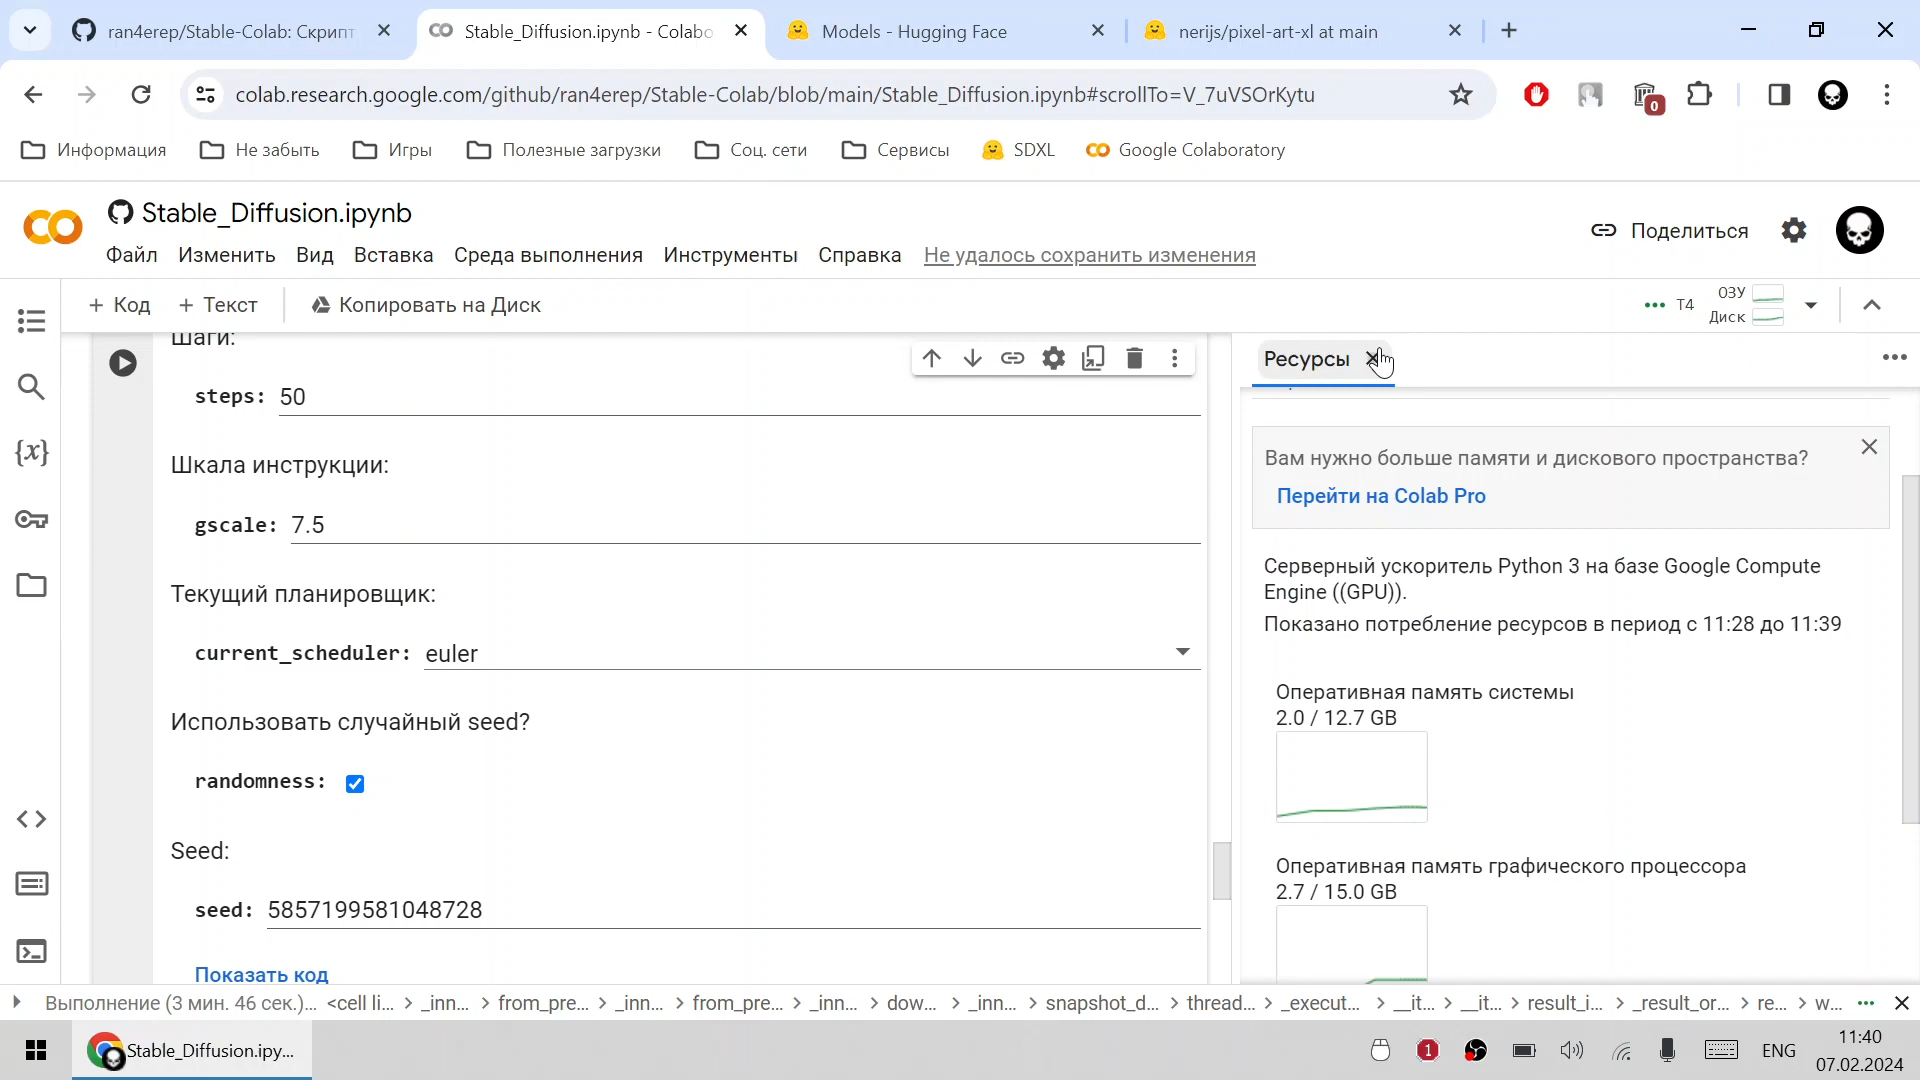 ran4erep/Stable-Colab: Скрипт
Stable_Diffusion.ipynb - Colabo
Models - Hugging Face
nerijs/pixel-art-xl at main
colab.research.google.com/github/ran4erep/Stable-Colab/blob/main/Stable_Diffusion.ipynb#scrollTo=V_7uVSOrKytu
0
Информация
Не забыть
Игры
Полезные загрузки
Соц. сети
Сервисы
SDXL
Google Colaboratory
Stable_Diffusion.ipynb
Поделиться
Файл Изменить Вид Вставка Среда выполнения Инструменты Справка Не удалось сохранить изменения
+ Код + Текст Копировать на Диск
T4
ОЗУ
Диск
Шаги:
steps: 50
Шкала инструкции:
gscale: 7.5
Текущий планировщик:
current_scheduler: euler
Использовать случайный seed?
randomness:
Seed:
seed: 5857199581048728
Показать код
Ресурсы
Вам нужно больше памяти и дискового пространства?
Перейти на Colab Pro
Серверный ускоритель Python 3 на базе Google Compute
Engine ((GPU)).
Показано потребление ресурсов в период с 11:28 до 11:39
Оперативная память системы
2.0 / 12.7 GB
Оперативная память графического процессора
2.7 / 15.0 GB
Выполнение (3 мин. 46 сек.)... <cell li... > _inn... > from_pre... > _inn... > from_pre... > _inn... > dow... > _inn... > snapshot_d... > thread... > _execut... > __it... > __it... > result_i... > _result_or... > re... > w...
Stable_Diffusion.ipy...
1
ENG
11:40
07.02.2024